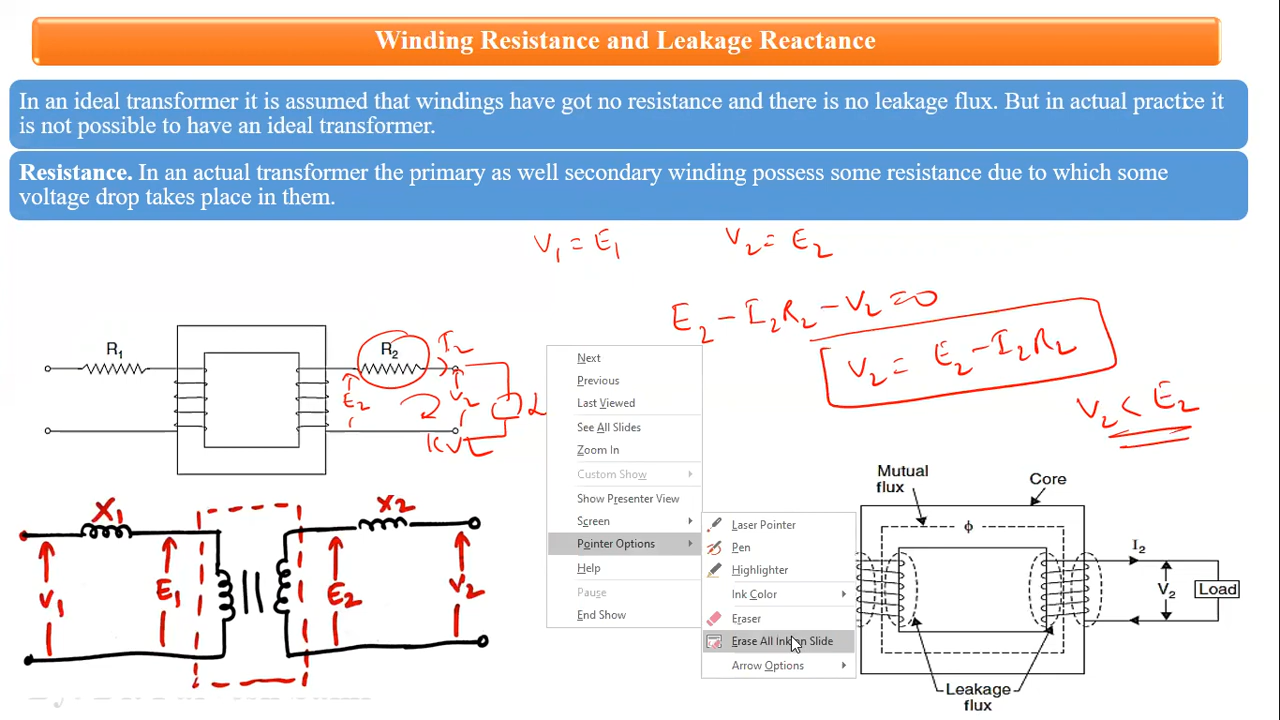 Winding Resistance and Leakage Reactance
In an ideal transformer it is assumed that windings have got no resistance and there is no leakage flux. But in actual practice it
is not possible to have an ideal transformer.
Resistance. In an actual transformer the primary as well secondary winding possess some resistance due to which some
voltage drop takes place in them.
V₁ = E₁
V₂ = E₂
E₂ - I₂R₂ - V₂ = 0
V₂ = E₂ - I₂R₂
V₂ < E₂
R₁
R₂
I₂
E₂
V₂
L
KVL
Next
Previous
Last Viewed
See All Slides
Zoom In
Custom Show
Show Presenter View
Screen
Pointer Options
Help
Pause
End Show
Laser Pointer
Pen
Highlighter
Ink Color
Eraser
Erase All Ink on Slide
Arrow Options
X₁
X₂
V₁
E₁
E₂
V₂
Mutual
flux
Core
ϕ
I₂
V₂
Load
Leakage
flux